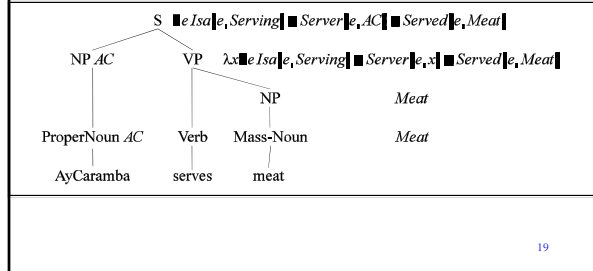 S ∎e Isa∎e, Serving∎ ∎ Server∎e, AC∎ ∎ Served∎e, Meat∎
NP AC VP λx∎e Isa∎e, Serving∎ ∎ Server∎e, x∎ ∎ Served∎e, Meat∎
NP Meat
ProperNoun AC Verb Mass-Noun Meat
AyCaramba serves meat
19